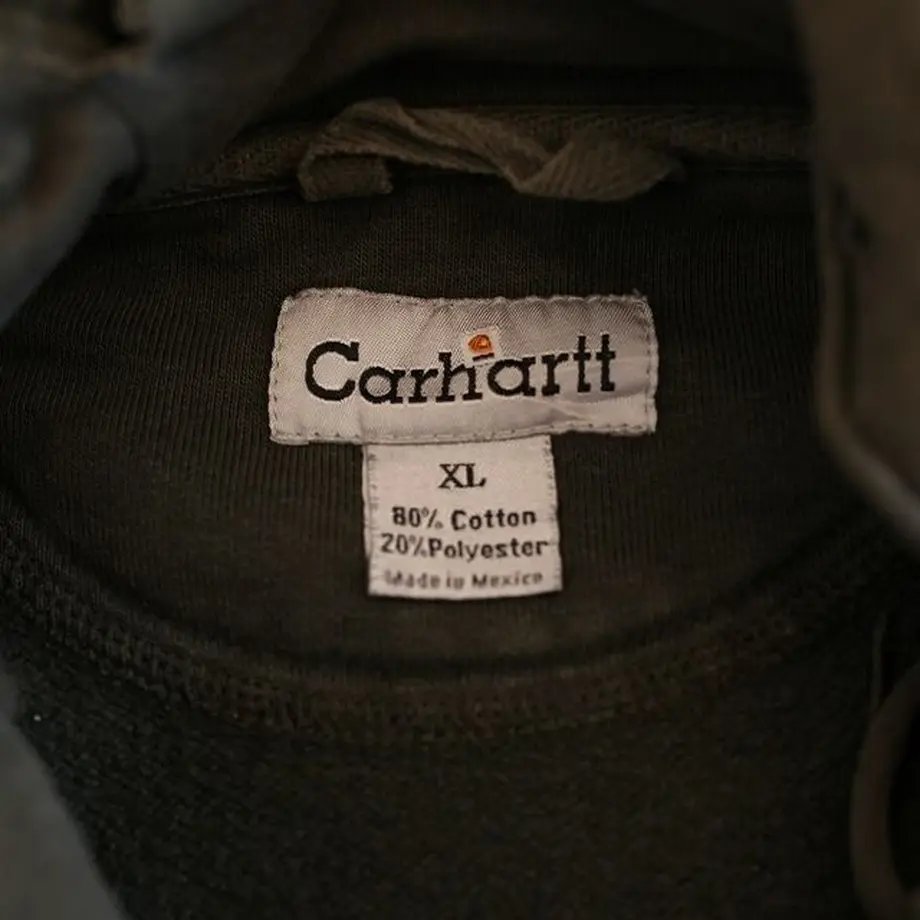 Carhartt
XL
80% Cotton
20%Polyester
Made in Mexico